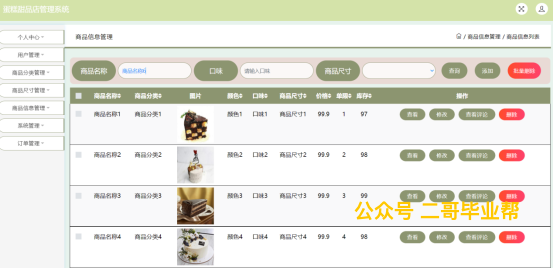 蜜糖甜品店管理系统
个人中心
用户管理
商品分类管理
商品尺寸管理
商品信息管理
系统管理
订单管理
商品信息管理
/ 商品信息管理 / 商品信息列表
商品名称 商品名称 口味 请输入口味 商品尺寸 查询 添加 批量删除
商品名称 商品分类 图片 颜色 口味 商品尺寸 价格 单限 库存 操作
商品名称1 商品分类1 颜色1 口味1 商品尺寸1 99.9 1 97 查看 修改 查看评论 删除
商品名称2 商品分类2 颜色2 口味2 商品尺寸2 99.9 2 98 查看 修改 查看评论 删除
商品名称3 商品分类3 颜色3 口味3 商品尺寸3 99.9 3 99 查看 修改 查看评论 删除
公众号 二哥毕业帮
商品名称4 商品分类4 颜色4 口味4 商品尺寸4 99.9 4 98 查看 修改 查看评论 删除